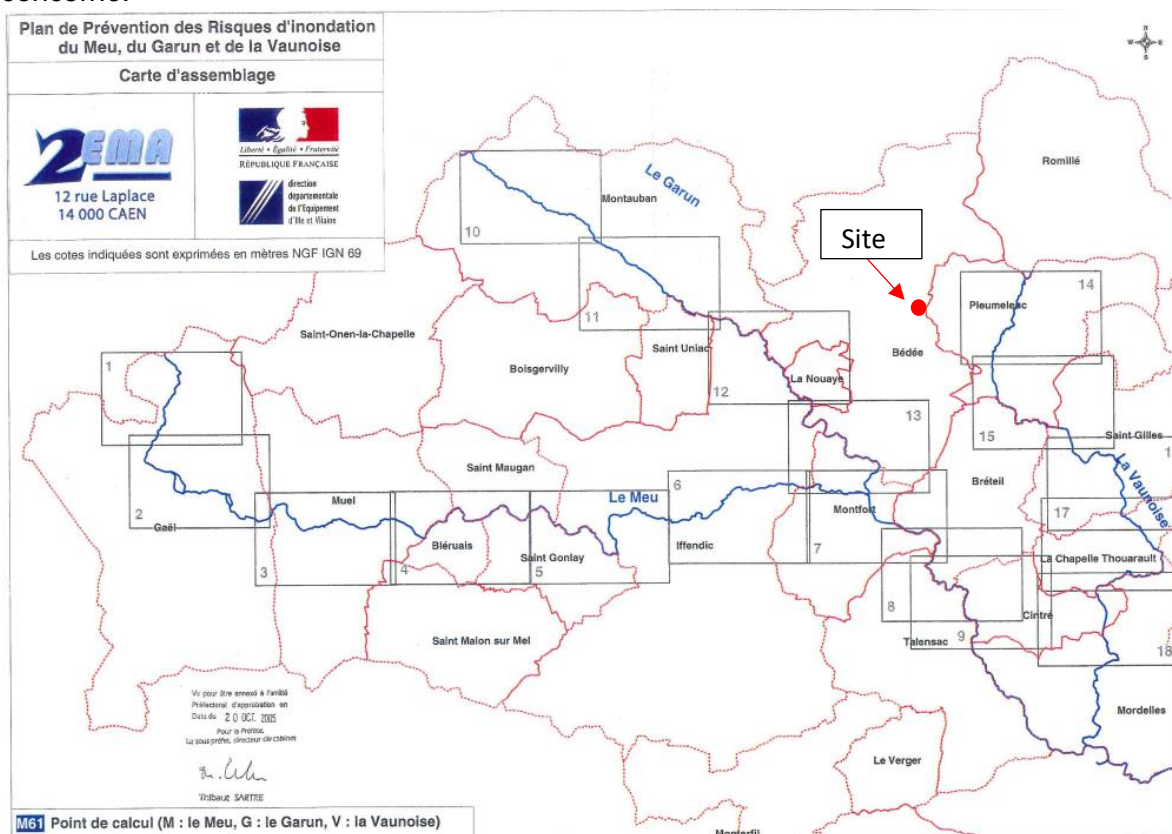 Plan de Prévention des Risques d'inondation
du Meu, du Garun et de la Vaunoise
Carte d'assemblage
2EMA
12 rue Laplace
14 000 CAEN
Liberté • Égalité • Fraternité
RÉPUBLIQUE FRANÇAISE
direction
départementale
de l'Equipement
d'Ille et Vilaine
Les cotes indiquées sont exprimées en mètres NGF IGN 69
N
W
E
S
Romillé
Le Garun
Montauban
10
Site
14
Pleumeleuc
11
Saint-Onen-la-Chapelle
Saint Uniac
Bédée
1
Boisgervilly
La Nouaye
12
13
15
Saint Gilles
1
Saint Maugan
La Vaunoise
6
Bréteil
Muel
Le Meu
2
Gaël
Montfort
17
Bléruais
Saint Gonlay
Iffendic
3
4
5
7
La Chapelle Thouarault
8
Cintré
Saint Malon sur Mel
Talensac
9
18
Vu pour être annexé à l'arrêté
Préfectoral d'approbation en
Date du 20 OCT. 2005
Pour la Préfète,
Le sous préfet, directeur de cabinet
Thibaut SARTRE
Mordelles
Le Verger
M61 Point de calcul (M : le Meu, G : le Garun, V : la Vaunoise)